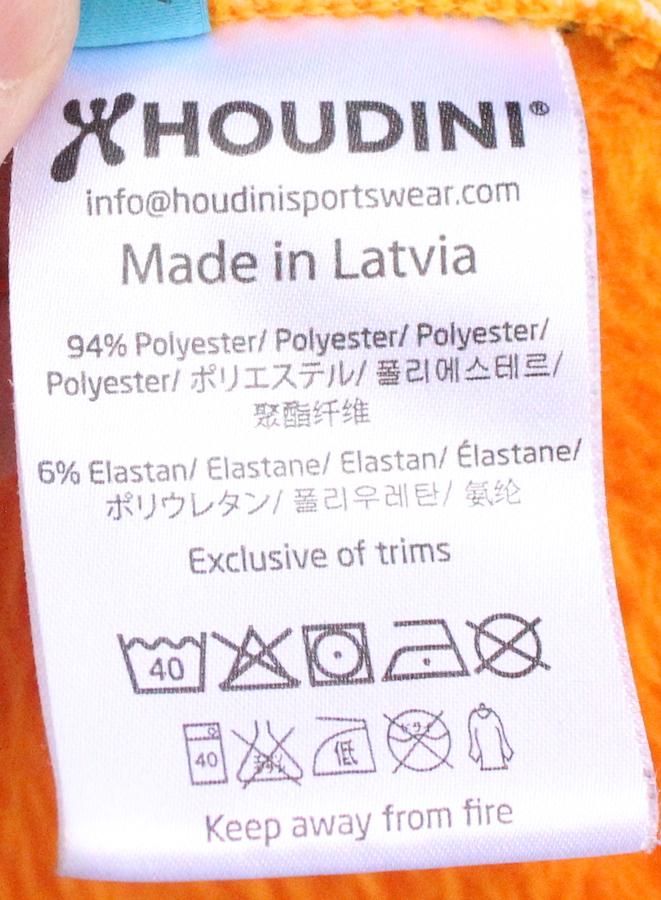 HOUDINI®
info@houdinisportswear.com
Made in Latvia
94% Polyester/ Polyester/ Polyester/
Polyester/ ポリエステル/ 폴리에스테르/
聚酯纤维
6% Elastan/ Elastane/ Elastan/ Élastane/
ポリウレタン/ 폴리우레탄/ 氨纶
Exclusive of trims
40
40 低
Keep away from fire